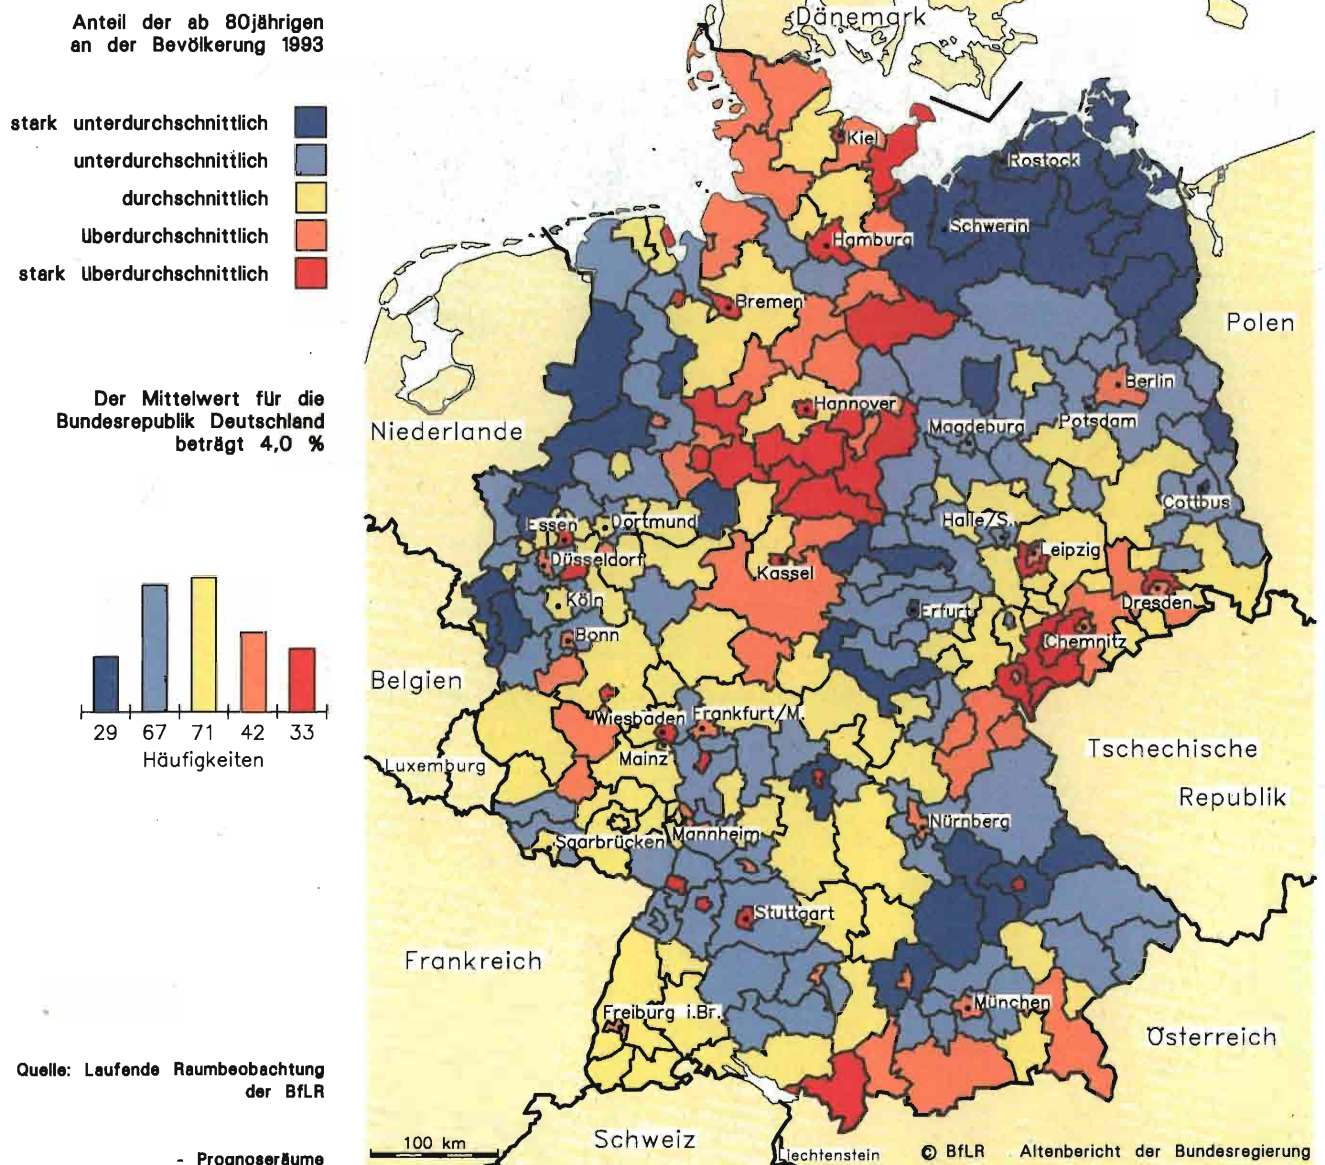 Anteil der ab 80jährigen
an der Bevölkerung 1993
stark unterdurchschnittlich
unterdurchschnittlich
durchschnittlich
überdurchschnittlich
stark überdurchschnittlich
Der Mittelwert für die
Bundesrepublik Deutschland
beträgt 4,0 %
29 67 71 42 33
Häufigkeiten
Quelle: Laufende Raumbeobachtung
der BfLR
- Prognoseräume
Dänemark
Kiel
Rostock
Schwerin
Hamburg
Bremen
Polen
Berlin
Hannover
Niederlande
Magdeburg
Potsdam
Cottbus
Essen
Dortmund
Halle/S.
Düsseldorf
Leipzig
Kassel
Köln
Erfurt
Dresden
Bonn
Chemnitz
Belgien
Wiesbaden
Frankfurt/M.
Mainz
Luxemburg
Tschechische
Republik
Saarbrücken
Mannheim
Nürnberg
Stuttgart
Frankreich
Freiburg i.Br.
München
Österreich
100 km
Schweiz
Liechtenstein
© BfLR Altenbericht der Bundesregierung